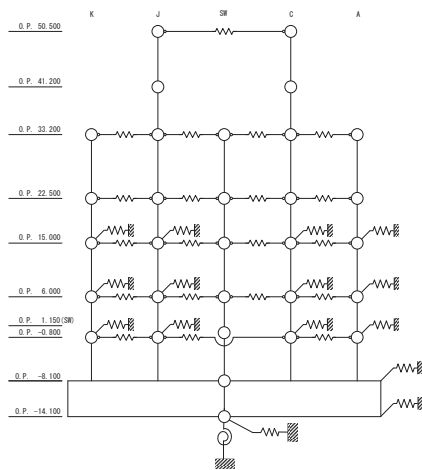 K J SW C A
O.P. 50.500
O.P. 41.200
O.P. 33.200
O.P. 22.500
O.P. 15.000
O.P. 6.000
O.P. 1.150(SW)
O.P. -0.800
O.P. -8.100
O.P. -14.100